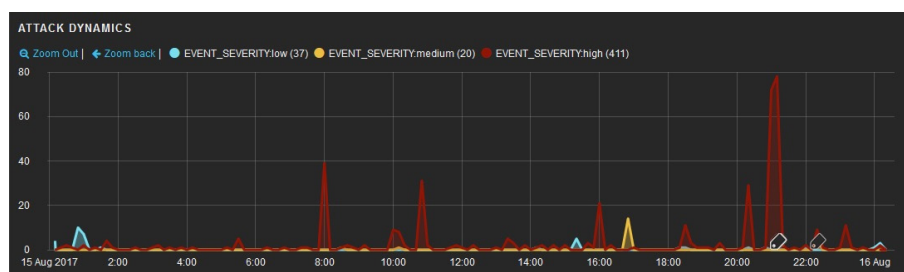 ATTACK DYNAMICS
Zoom Out | Zoom back | EVENT_SEVERITY:low (37) EVENT_SEVERITY:medium (20) EVENT_SEVERITY:high (411)
80
60
40
20
0
15 Aug 2017 2:00 4:00 6:00 8:00 10:00 12:00 14:00 16:00 18:00 20:00 22:00 16 Aug